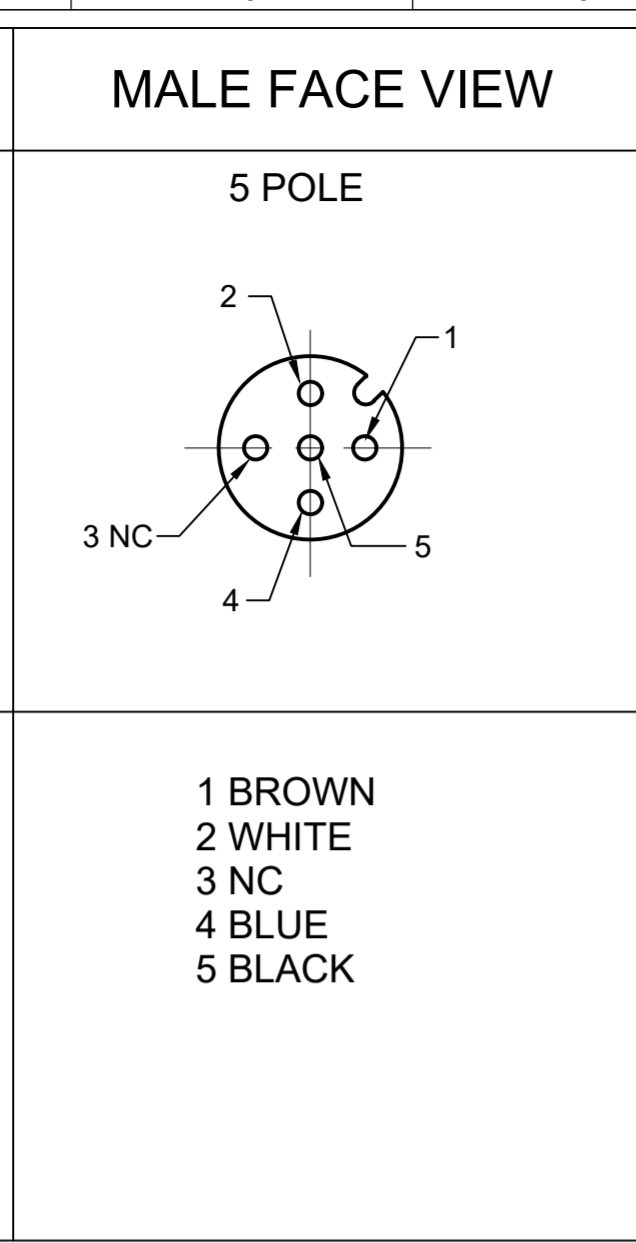 MALE FACE VIEW
5 POLE
2
1
3 NC
5
4
1 BROWN
2 WHITE
3 NC
4 BLUE
5 BLACK